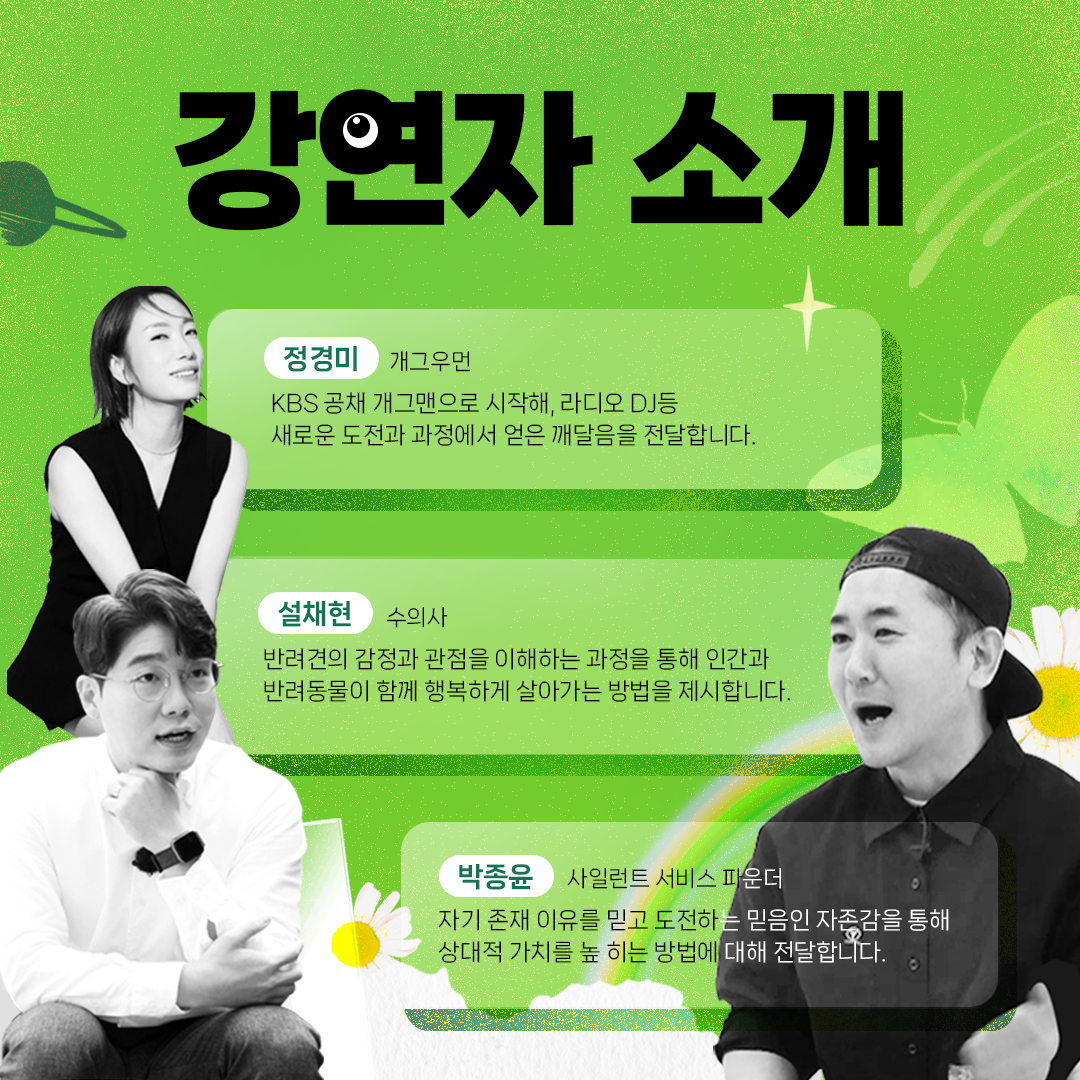 강연자 소개
정경미 개그우먼
KBS 공채 개그맨으로 시작해, 라디오 DJ등
새로운 도전과 과정에서 얻은 깨달음을 전달합니다.
설채현 수의사
반려견의 감정과 관점을 이해하는 과정을 통해 인간과
반려동물이 함께 행복하게 살아가는 방법을 제시합니다.
박종윤 사일런트 서비스 파운더
자기 존재 이유를 믿고 도전하는 믿음인 자존감을 통해
상대적 가치를 높 히는 방법에 대해 전달합니다.